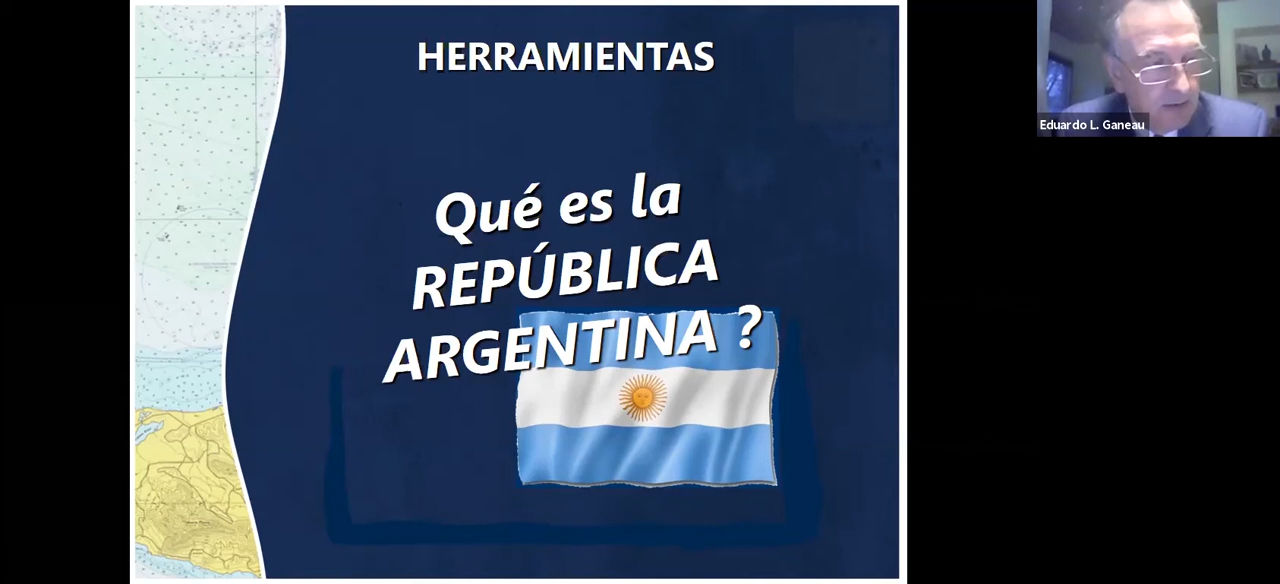 HERRAMIENTAS
Qué es la
REPÚBLICA
ARGENTINA ?
Eduardo L. Ganeau